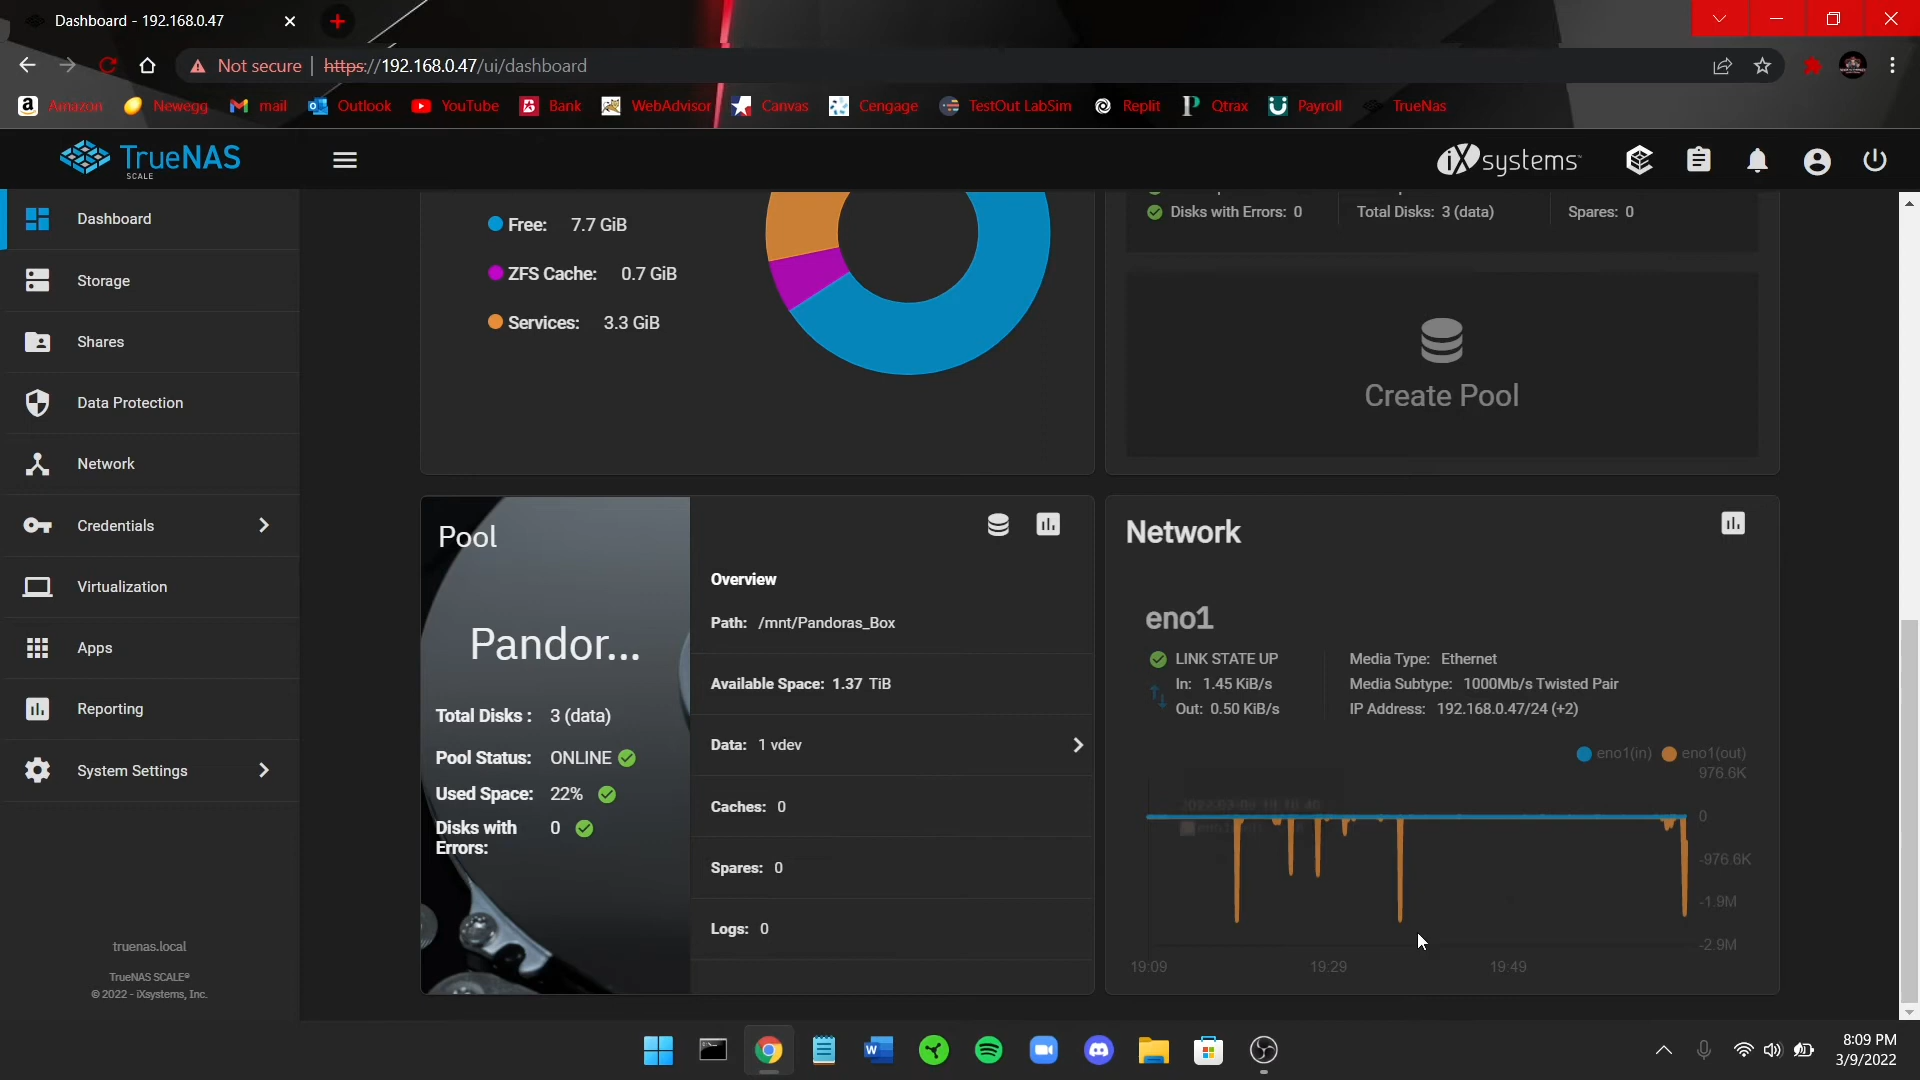 Dashboard - 192.168.0.47
Not secure
https://192.168.0.47/ui/dashboard
Amazon
Newegg
mail
Outlook
YouTube
Bank
WebAdvisor
Canvas
Cengage
TestOut LabSim
Replit
Qtrax
Payroll
TrueNas
TrueNAS
SCALE
iXsystems
Dashboard
Storage
Shares
Data Protection
Network
Credentials
Virtualization
Apps
Reporting
System Settings
truenas.local
TrueNAS SCALE®
© 2022 - iXsystems, Inc.
Free: 7.7 GiB
ZFS Cache: 0.7 GiB
Services: 3.3 GiB
Disks with Errors: 0
Total Disks: 3 (data)
Spares: 0
Create Pool
Pool
Pandor...
Total Disks : 3 (data)
Pool Status: ONLINE
Used Space: 22%
Disks with 0
Errors:
Overview
Path: /mnt/Pandoras_Box
Available Space: 1.37 TiB
Data: 1 vdev
Caches: 0
Spares: 0
Logs: 0
Network
eno1
LINK STATE UP
In: 1.45 KiB/s
Out: 0.50 KiB/s
Media Type: Ethernet
Media Subtype: 1000Mb/s Twisted Pair
IP Address: 192.168.0.47/24 (+2)
eno1(in) eno1(out)
976.6K
0
-976.6K
-1.9M
-2.9M
19:09 19:29 19:49
8:09 PM
3/9/2022